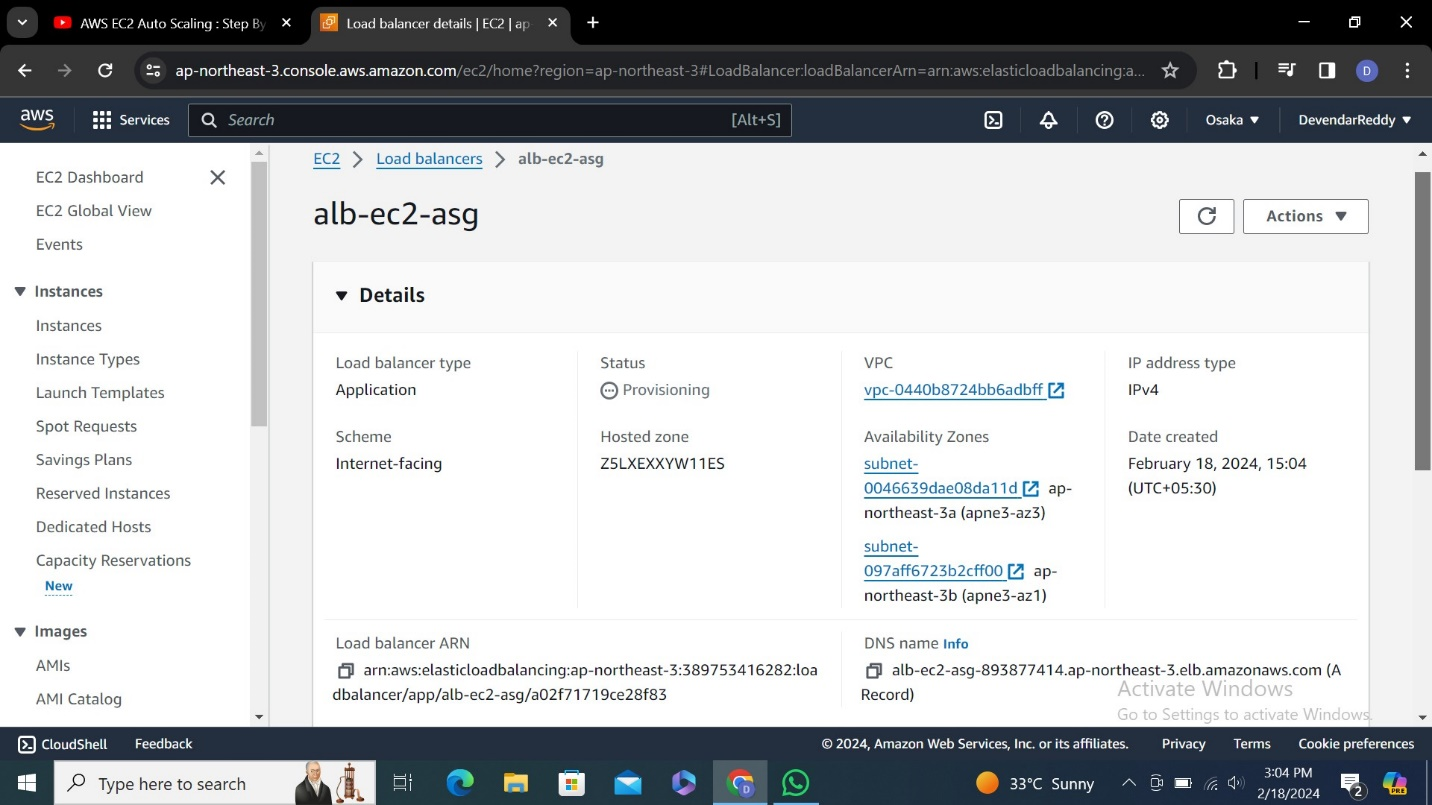 AWS EC2 Auto Scaling : Step By
Load balancer details | EC2 | ap-
ap-northeast-3.console.aws.amazon.com/ec2/home?region=ap-northeast-3#LoadBalancer:loadBalancerArn=arn:aws:elasticloadbalancing:a...
D
aws
Services
Search
[Alt+S]
Osaka
DevendarReddy
EC2 Dashboard
EC2 Global View
Events
Instances
Instances
Instance Types
Launch Templates
Spot Requests
Savings Plans
Reserved Instances
Dedicated Hosts
Capacity Reservations
New
Images
AMIs
AMI Catalog
EC2 > Load balancers > alb-ec2-asg
alb-ec2-asg
Actions
Details
Load balancer type
Application
Status
Provisioning
VPC
vpc-0440b8724bb6adbff
IP address type
IPv4
Scheme
Internet-facing
Hosted zone
Z5LXEXXYW11ES
Availability Zones
subnet-
0046639dae08da11d ap-
northeast-3a (apne3-az3)
subnet-
097aff6723b2cff00 ap-
northeast-3b (apne3-az1)
Date created
February 18, 2024, 15:04
(UTC+05:30)
Load balancer ARN
arn:aws:elasticloadbalancing:ap-northeast-3:389753416282:loa
dbalancer/app/alb-ec2-asg/a02f71719ce28f83
DNS name Info
alb-ec2-asg-893877414.ap-northeast-3.elb.amazonaws.com (A
Record)
Activate Windows
Go to Settings to activate Windows.
CloudShell
Feedback
© 2024, Amazon Web Services, Inc. or its affiliates.
Privacy
Terms
Cookie preferences
Type here to search
D
33°C Sunny
3:04 PM
2/18/2024
2
PRE